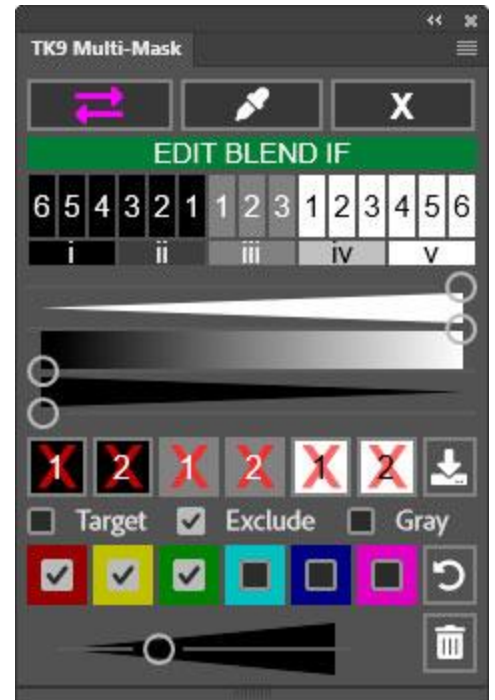 TK9 Multi-Mask
X
EDIT BLEND IF
6 5 4 3 2 1 1 2 3 1 2 3 4 5 6
i ii iii iv v
1 2 1 2 1 2
Target Exclude Gray